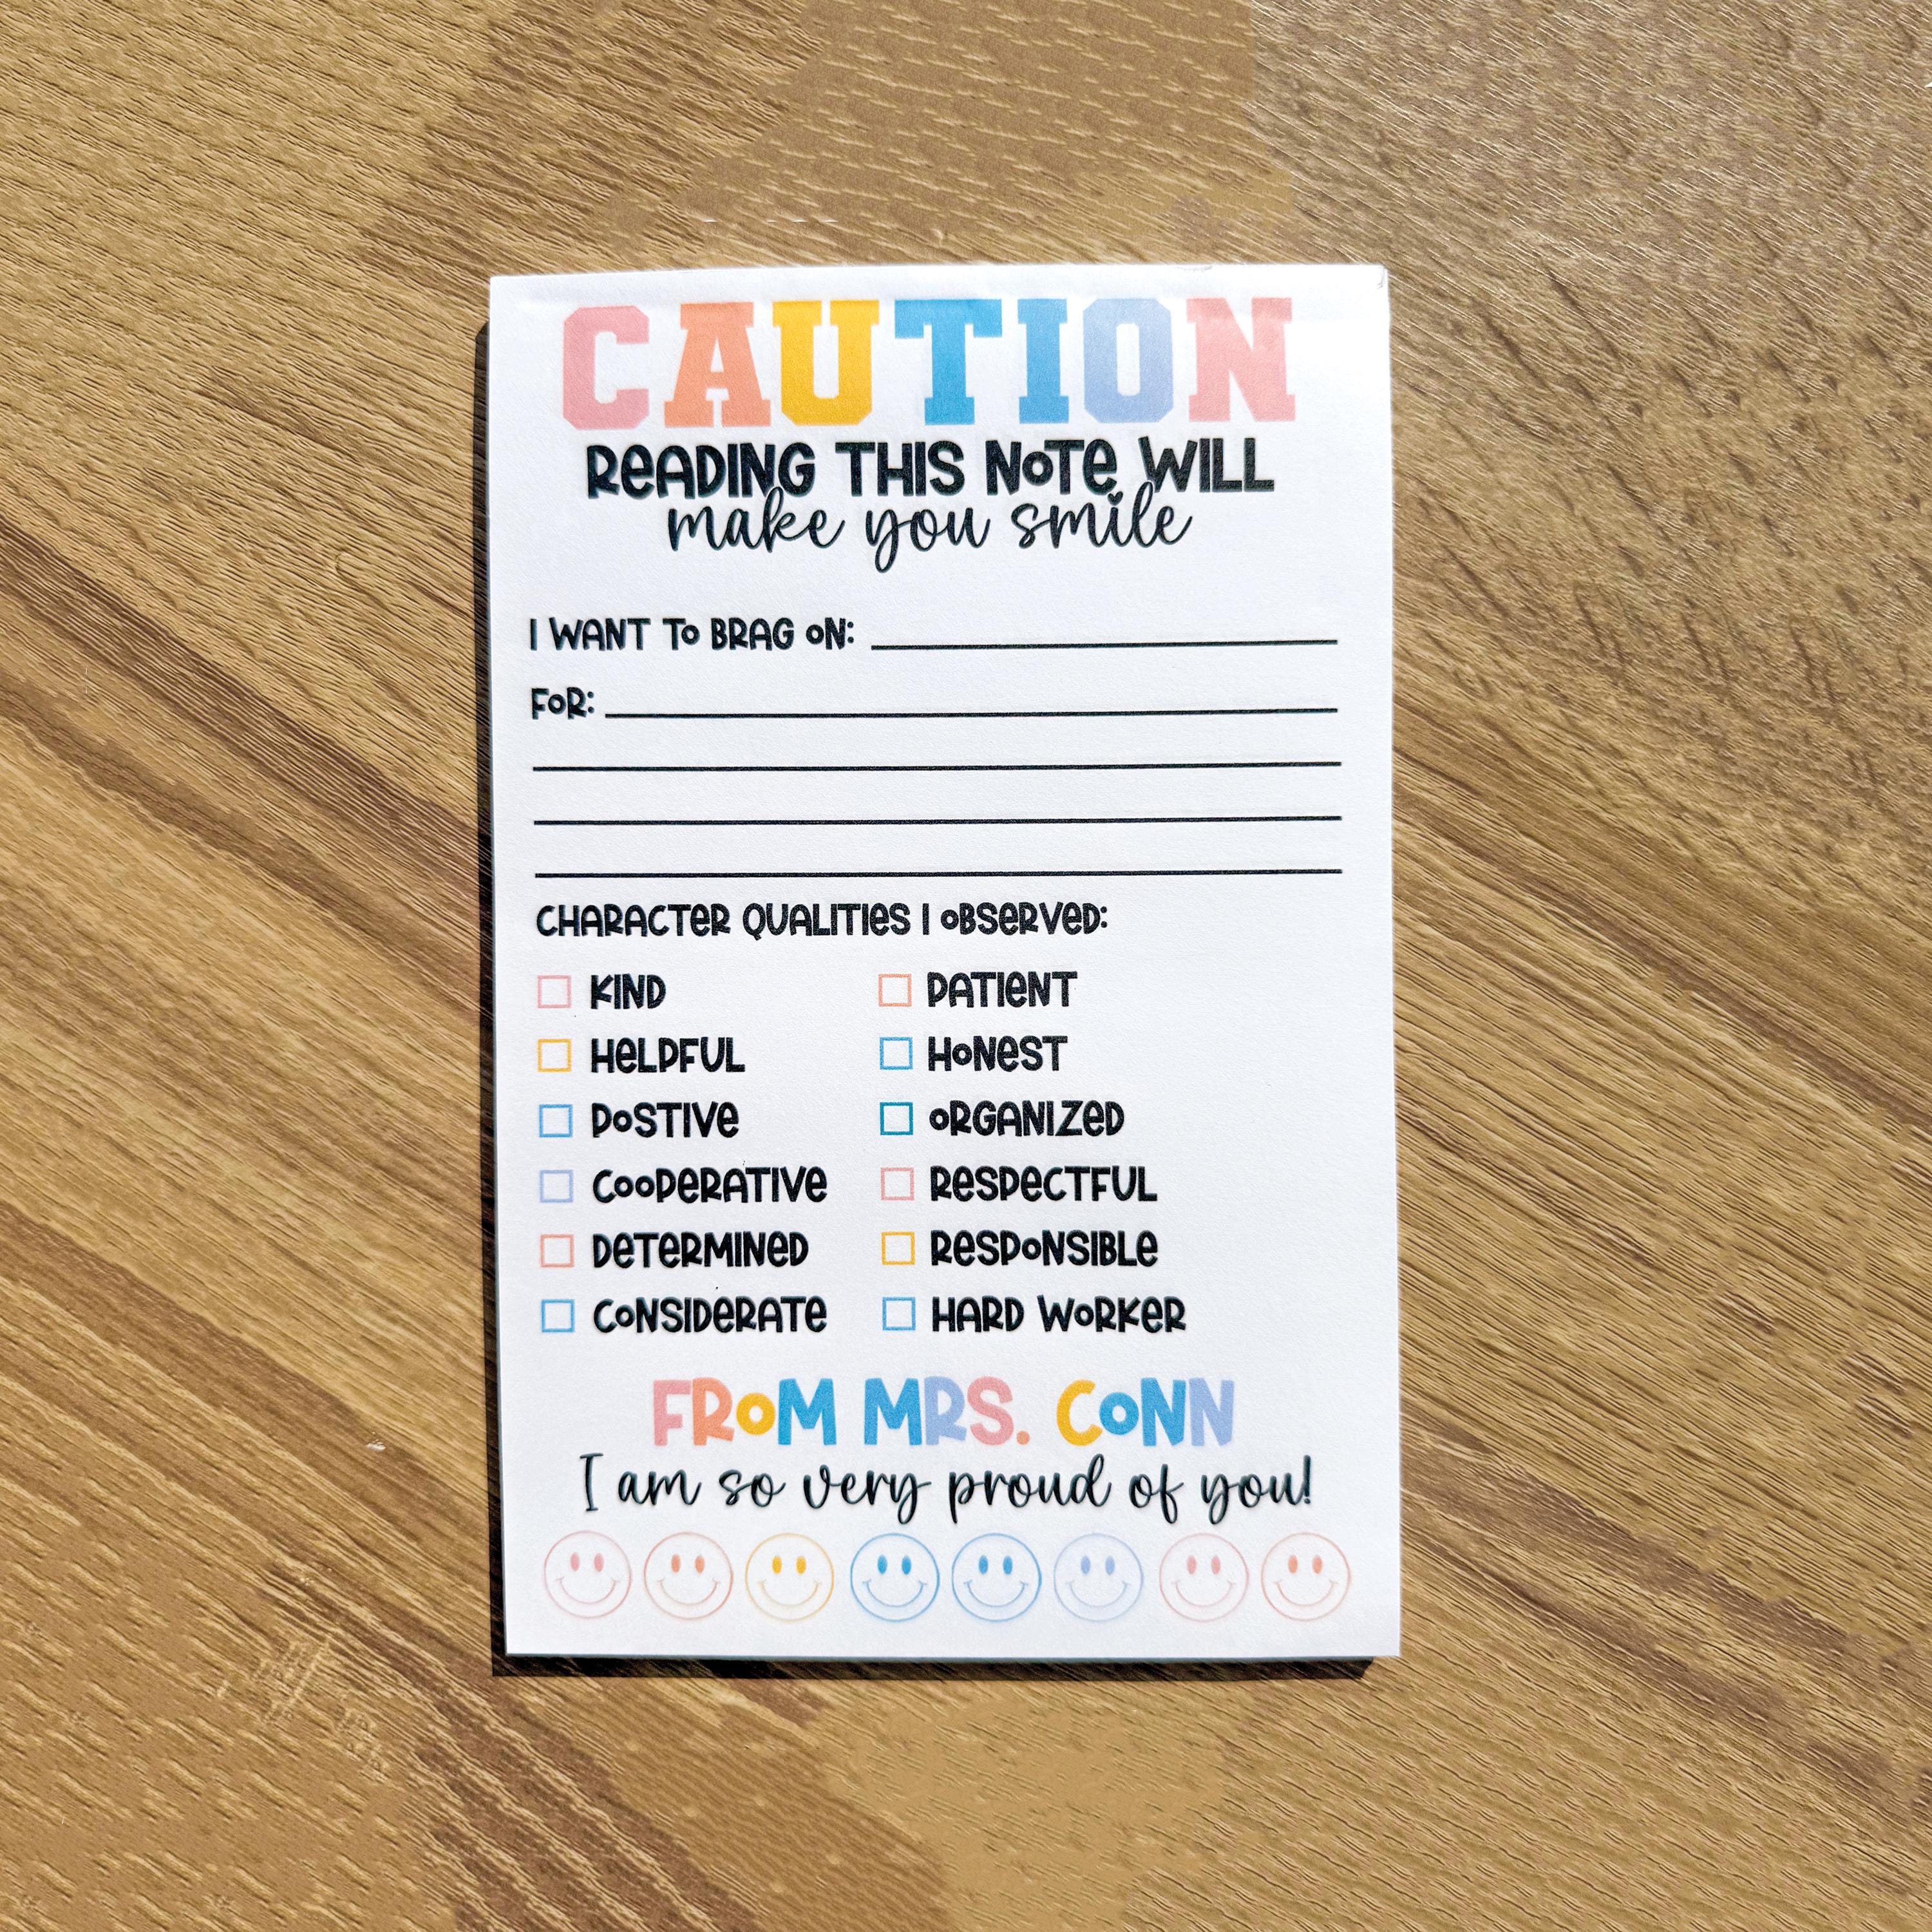 CAUTION
READING THIS NOTE WILL
make you smile
I WANT TO BRAG ON:
FOR:
CHARACTER QUALITIES I OBSERVED:
KIND PATIENT
HELPFUL HONEST
POSTIVE ORGANIZED
COOPERATIVE RESPECTFUL
DETERMINED RESPONSIBLE
CONSIDERATE HARD WORKER
FROM MRS. CONN
I am so very proud of you!